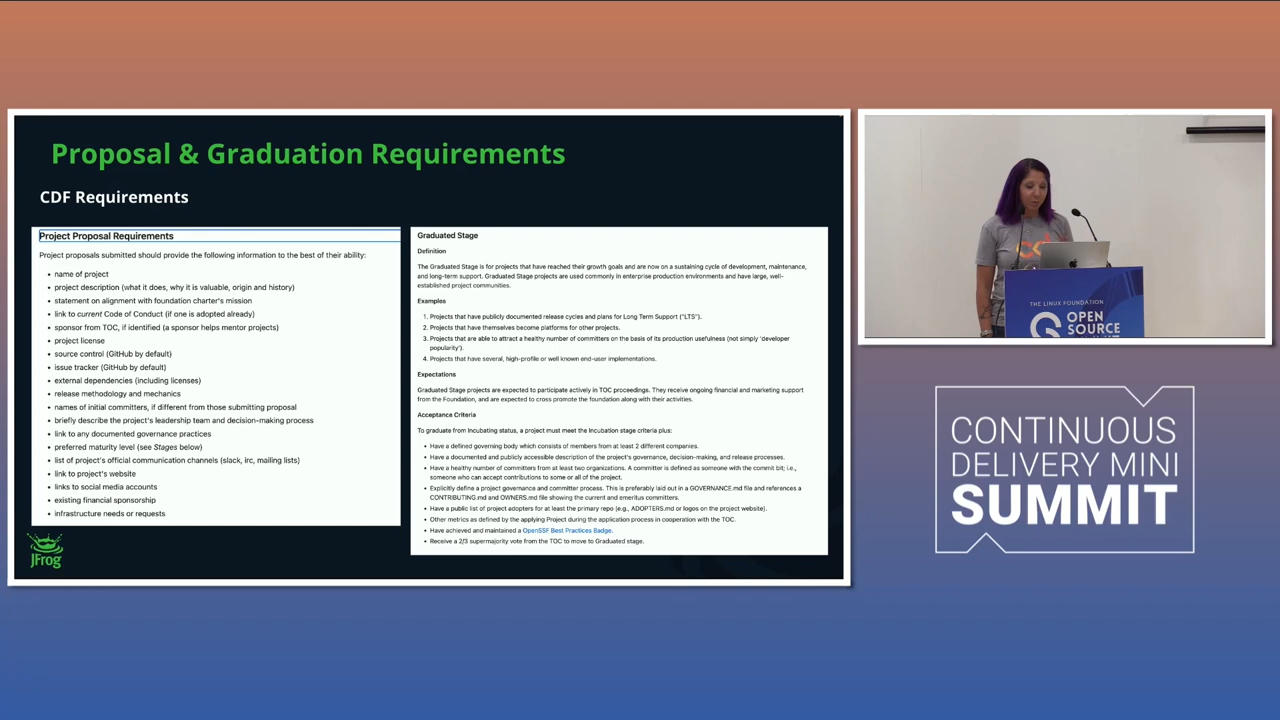 Proposal & Graduation Requirements
CDF Requirements
Project Proposal Requirements
Project proposals submitted should provide the following information to the best of their ability:
• name of project
• project description (what it does, why it is valuable, origin and history)
• statement on alignment with foundation charter's mission
• link to current Code of Conduct (if one is adopted already)
• sponsor from TOC, if identified (a sponsor helps mentor projects)
• project license
• source control (GitHub by default)
• issue tracker (GitHub by default)
• external dependencies (including licenses)
• release methodology and mechanics
• names of initial committers, if different from those submitting proposal
• briefly describe the project's leadership team and decision-making process
• link to any documented governance practices
• preferred maturity level (see Stages below)
• list of project's official communication channels (slack, irc, mailing lists)
• link to project's website
• links to social media accounts
• existing financial sponsorship
• infrastructure needs or requests
JFrog
Graduated Stage
Definition
The Graduated Stage is for projects that have reached their growth goals and are now on a sustaining cycle of development, maintenance,
and long-term support. Graduated Stage projects are used commonly in enterprise production environments and have large, well-
established project communities.
Examples
1. Projects that have publicly documented release cycles and plans for Long Term Support ("LTS").
2. Projects that have themselves become platforms for other projects.
3. Projects that are able to attract a healthy number of committers on the basis of its production usefulness (not simply 'developer
popularity').
4. Projects that have several, high-profile or well known end-user implementations.
Expectations
Graduated Stage projects are expected to participate actively in TOC proceedings. They receive ongoing financial and marketing support
from the Foundation, and are expected to cross promote the foundation along with their activities.
Acceptance Criteria
To graduate from Incubating status, a project must meet the Incubation stage criteria plus:
• Have a defined governing body which consists of members from at least 2 different companies.
• Have a documented and publicly accessible description of the project's governance, decision-making, and release processes.
• Have a healthy number of committers from at least two organizations. A committer is defined as someone with the commit bit; i.e.,
someone who can accept contributions to some or all of the project.
• Explicitly define a project governance and committer process. This is preferably laid out in a GOVERNANCE.md file and references a
CONTRIBUTING.md and OWNERS.md file showing the current and emeritus committers.
• Have a public list of project adopters for at least the primary repo (e.g., ADOPTERS.md or logos on the project website).
• Other metrics as defined by the applying Project during the application process in cooperation with the TOC.
• Have achieved and maintained a OpenSSF Best Practices Badge.
• Receive a 2/3 supermajority vote from the TOC to move to Graduated stage.
THE LINUX FOUNDATION
OPEN
SOURCE
CONTINUOUS
DELIVERY MINI
SUMMIT